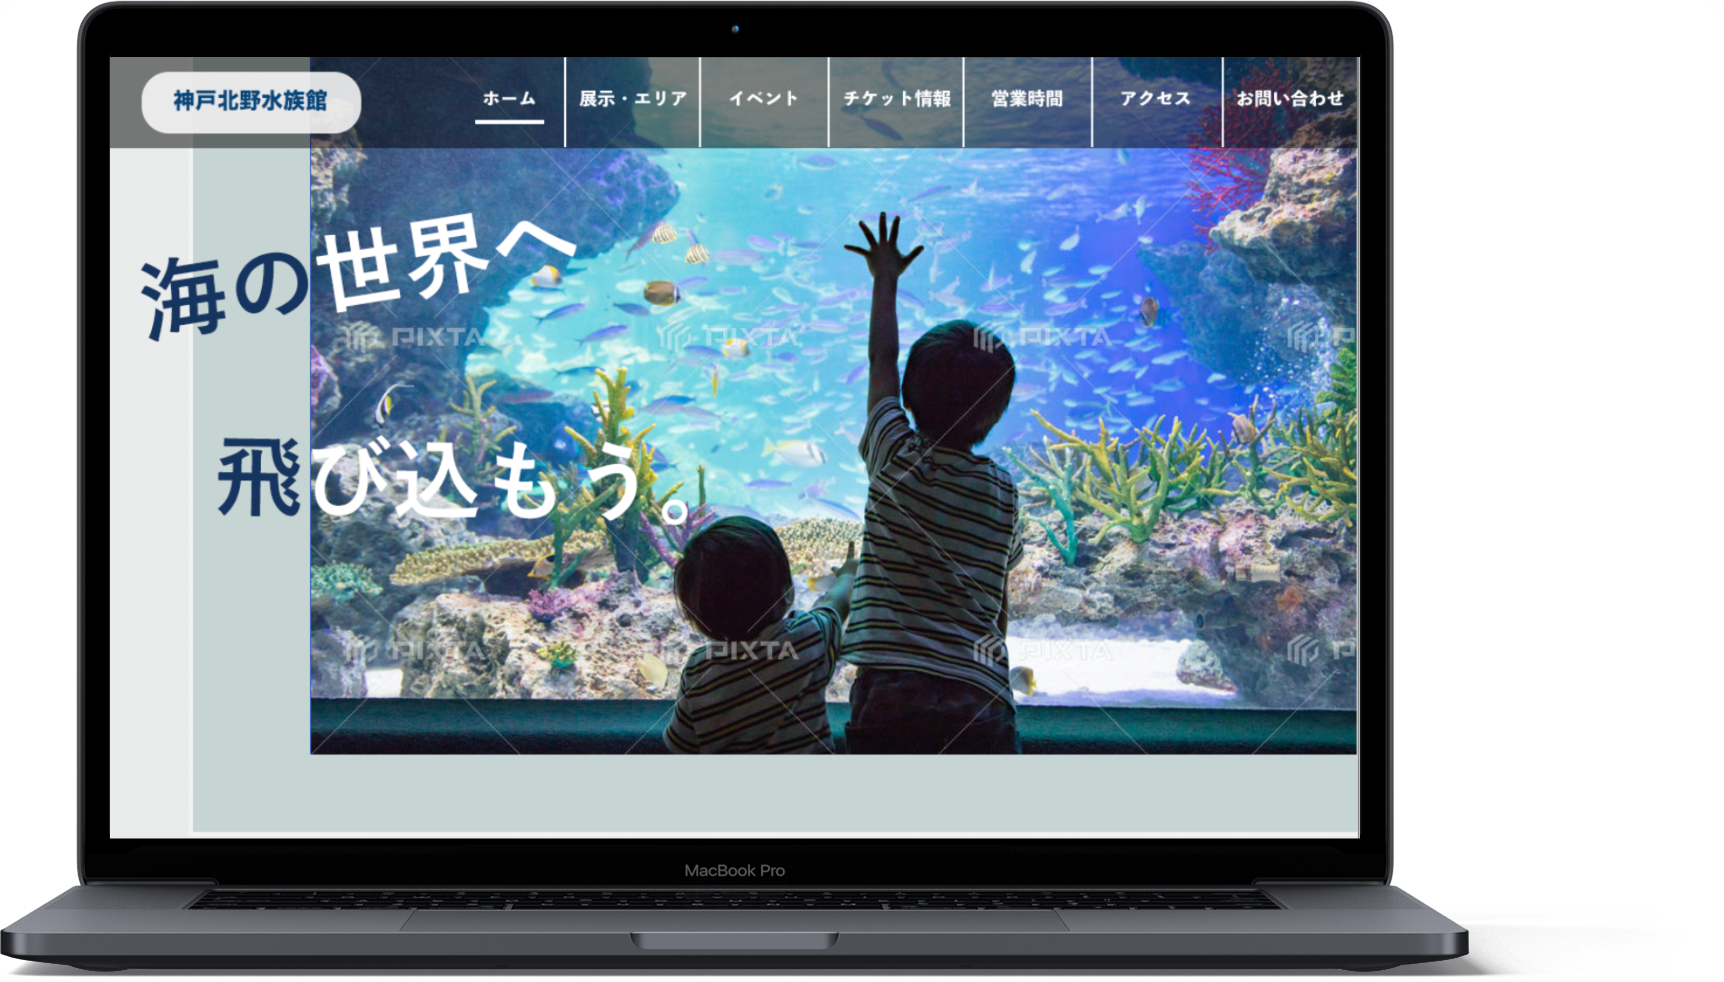 神戸北野水族館
ホーム
展示・エリア
イベント
チケット情報
営業時間
アクセス
お問い合わせ
海の世界へ
飛び込もう。
PIXTA PIXTA PIXTA P
PIXTA PIXTA PIXTA P
MacBook Pro